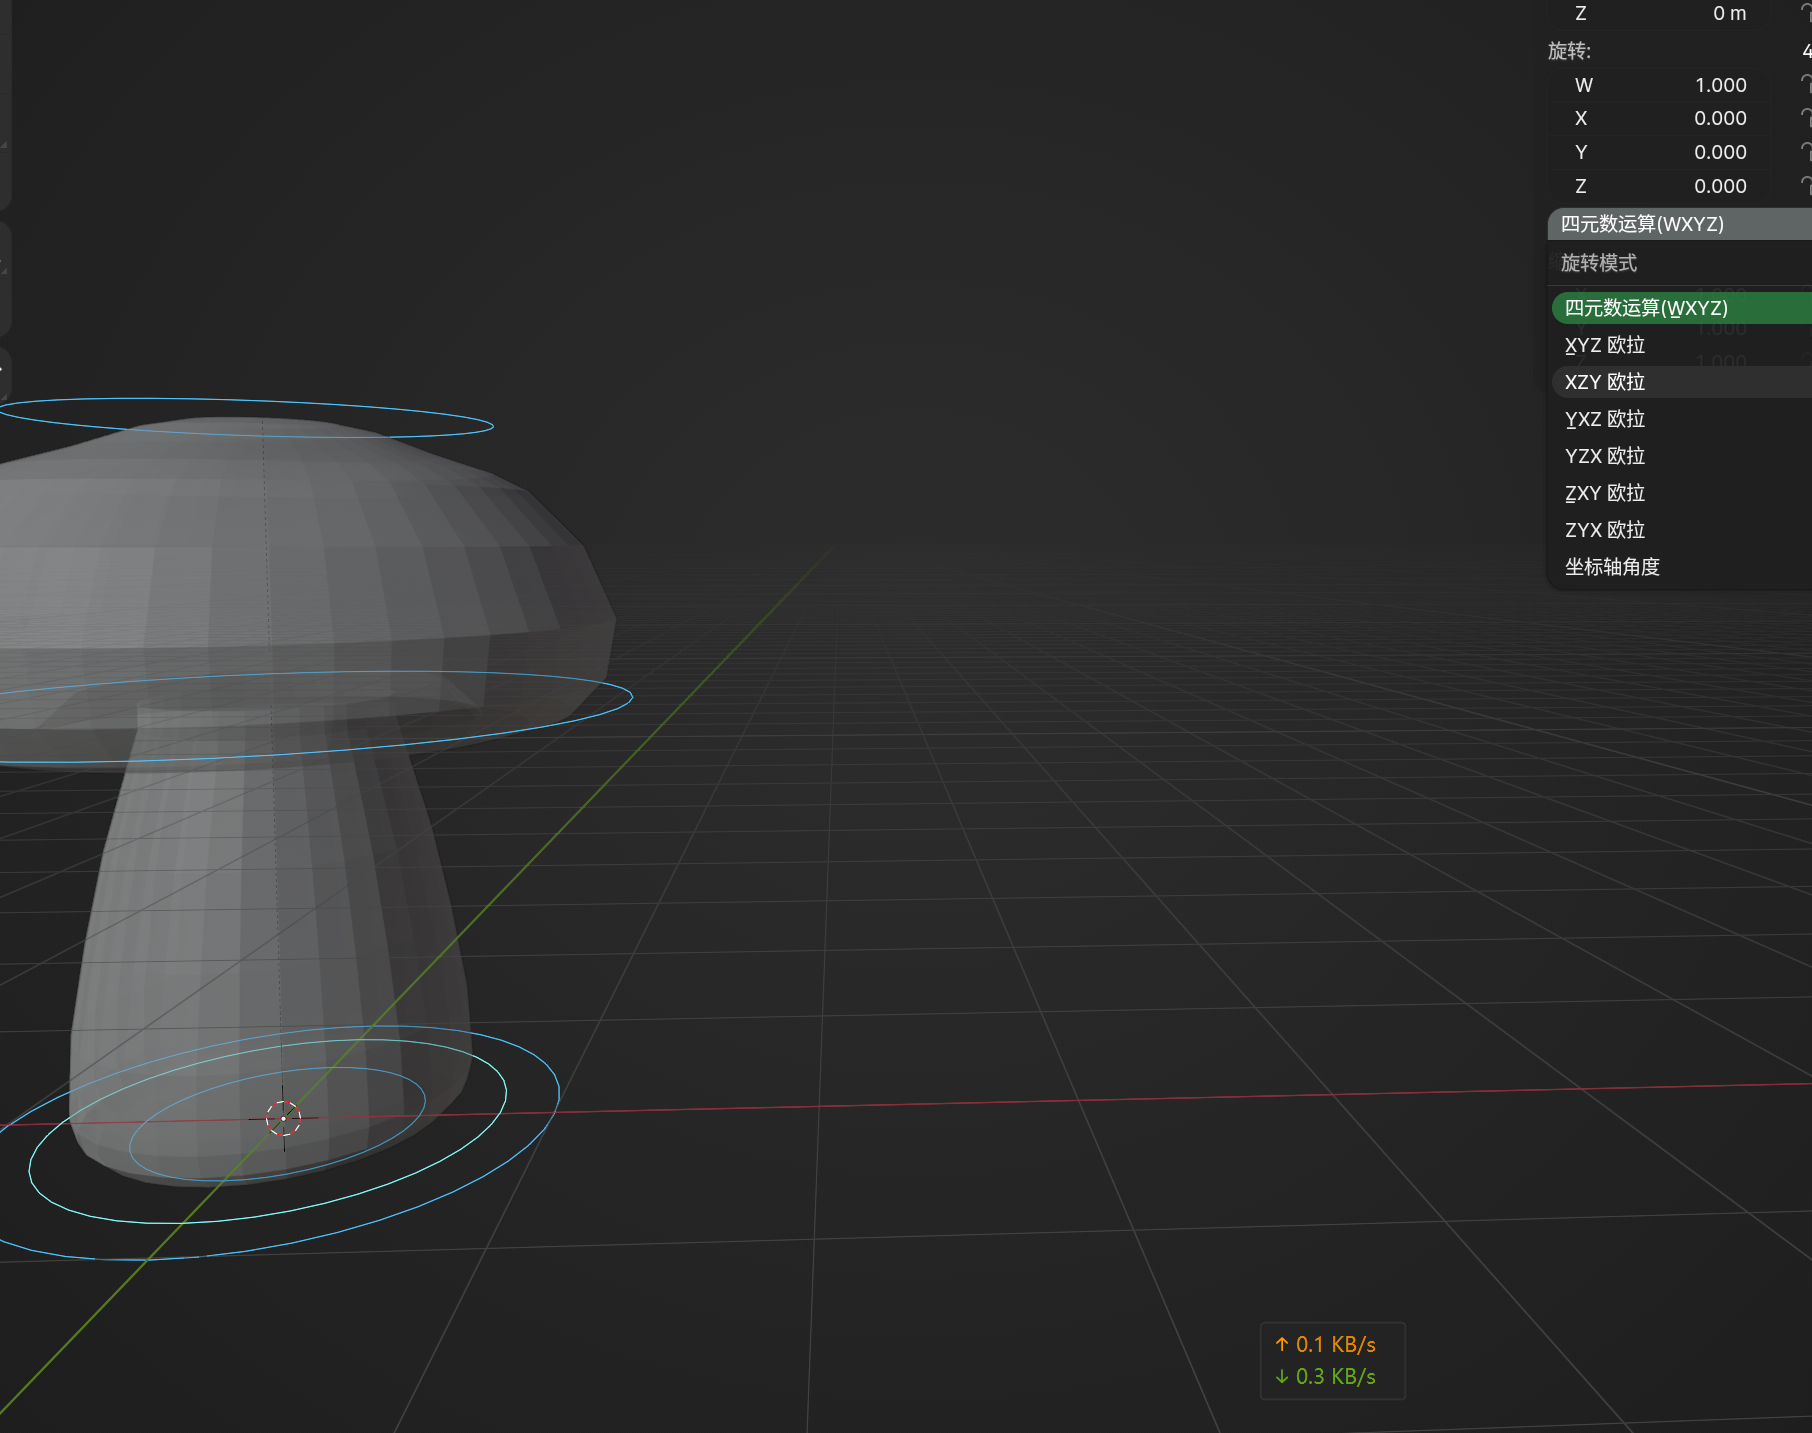 Z 0 m
旋转: 4
W 1.000
X 0.000
Y 0.000
Z 0.000
四元数运算(WXYZ)
旋转模式
四元数运算(WXYZ)
XYZ 欧拉
XZY 欧拉
YXZ 欧拉
YZX 欧拉
ZXY 欧拉
ZYX 欧拉
坐标轴角度
↑ 0.1 KB/s
↓ 0.3 KB/s